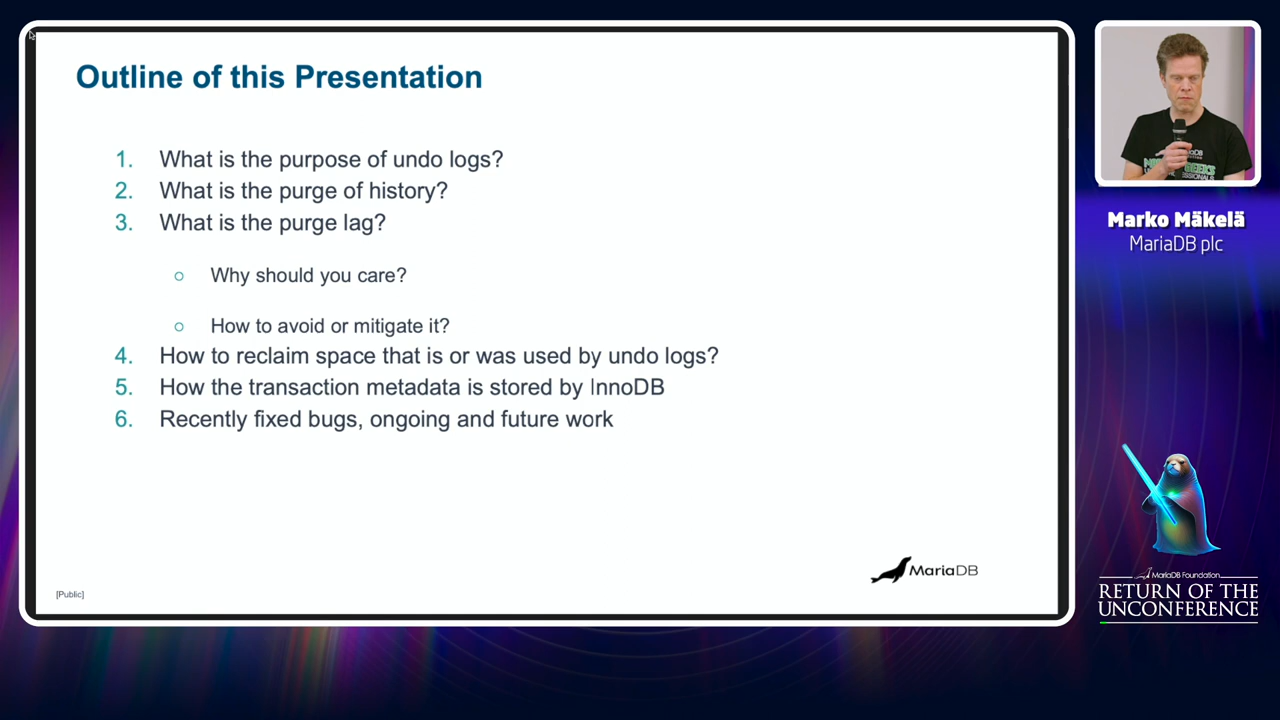 Outline of this Presentation
1. What is the purpose of undo logs?
2. What is the purge of history?
3. What is the purge lag?
○ Why should you care?
○ How to avoid or mitigate it?
4. How to reclaim space that is or was used by undo logs?
5. How the transaction metadata is stored by InnoDB
6. Recently fixed bugs, ongoing and future work
MariaDB
[Public]
Marko Mäkelä
MariaDB plc
MariaDB Foundation
RETURN OF THE
UNCONFERENCE